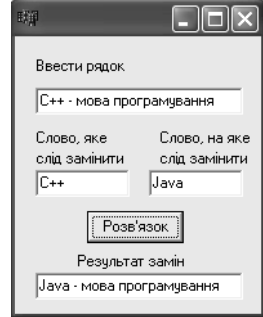 Ввести рядок
С++ - мова програмування
Слово, яке Слово, на яке
слід замінити слід замінити
С++ Java
Розв'язок
Результат замін
Java - мова програмування